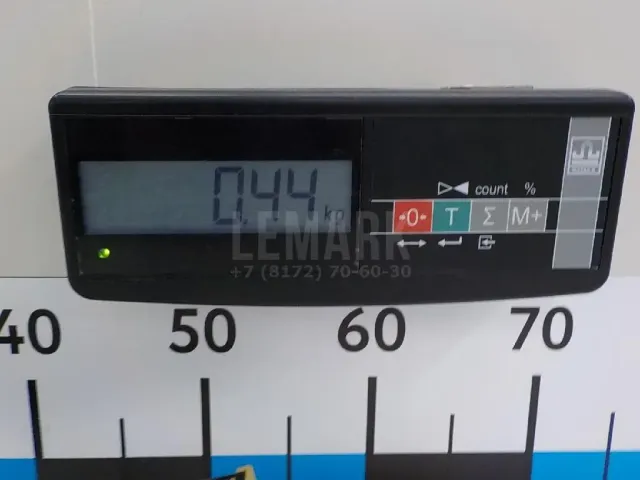 0.44 kg
count %
•0• T Σ M+
LEMARK
+7 (8172) 70-60-30
40 50 60 70